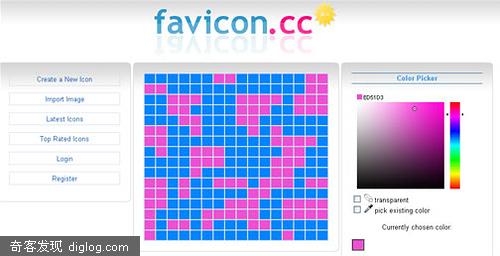 favicon.cc
Create a New Icon
Import Image
Latest Icons
Top Rated Icons
Login
Register
Color Picker
ED51D3
transparent
pick existing color
Currently chosen color:
奇客发现 diglog.com